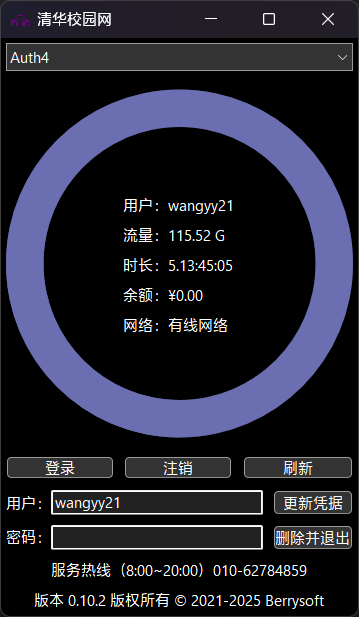 清华校园网
Auth4
用户：wangyy21
流量：115.52 G
时长：5.13:45:05
余额：¥0.00
网络：有线网络
登录 注销 刷新
用户： wangyy21 更新凭据
密码： 删除并退出
服务热线（8:00~20:00）010-62784859
版本 0.10.2 版权所有 © 2021-2025 Berrysoft